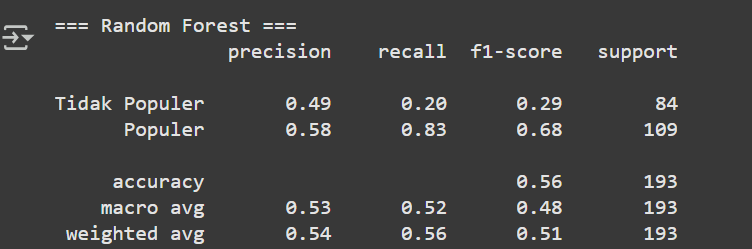 === Random Forest ===
precision recall f1-score support
Tidak Populer 0.49 0.20 0.29 84
Populer 0.58 0.83 0.68 109
accuracy 0.56 193
macro avg 0.53 0.52 0.48 193
weighted avg 0.54 0.56 0.51 193